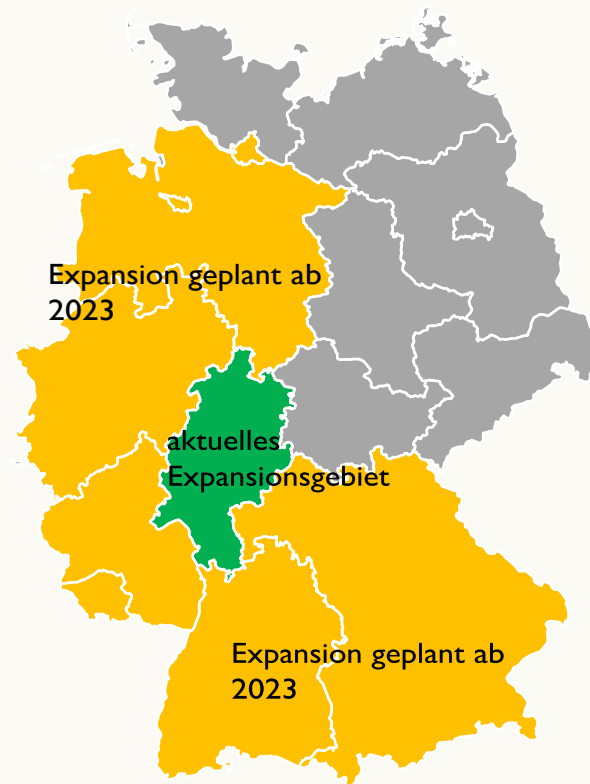 Expansion geplant ab
2023
aktuelles
Expansionsgebiet
Expansion geplant ab
2023